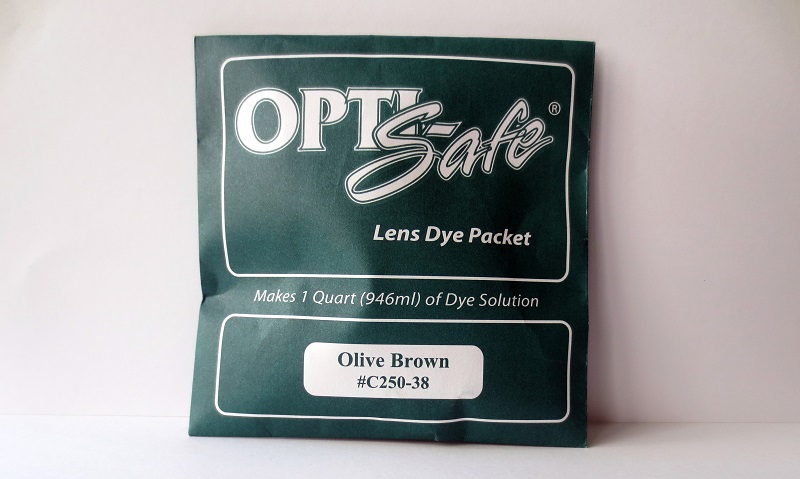 OPTI-Safe®
Lens Dye Packet
Makes 1 Quart (946ml) of Dye Solution
Olive Brown
#C250-38